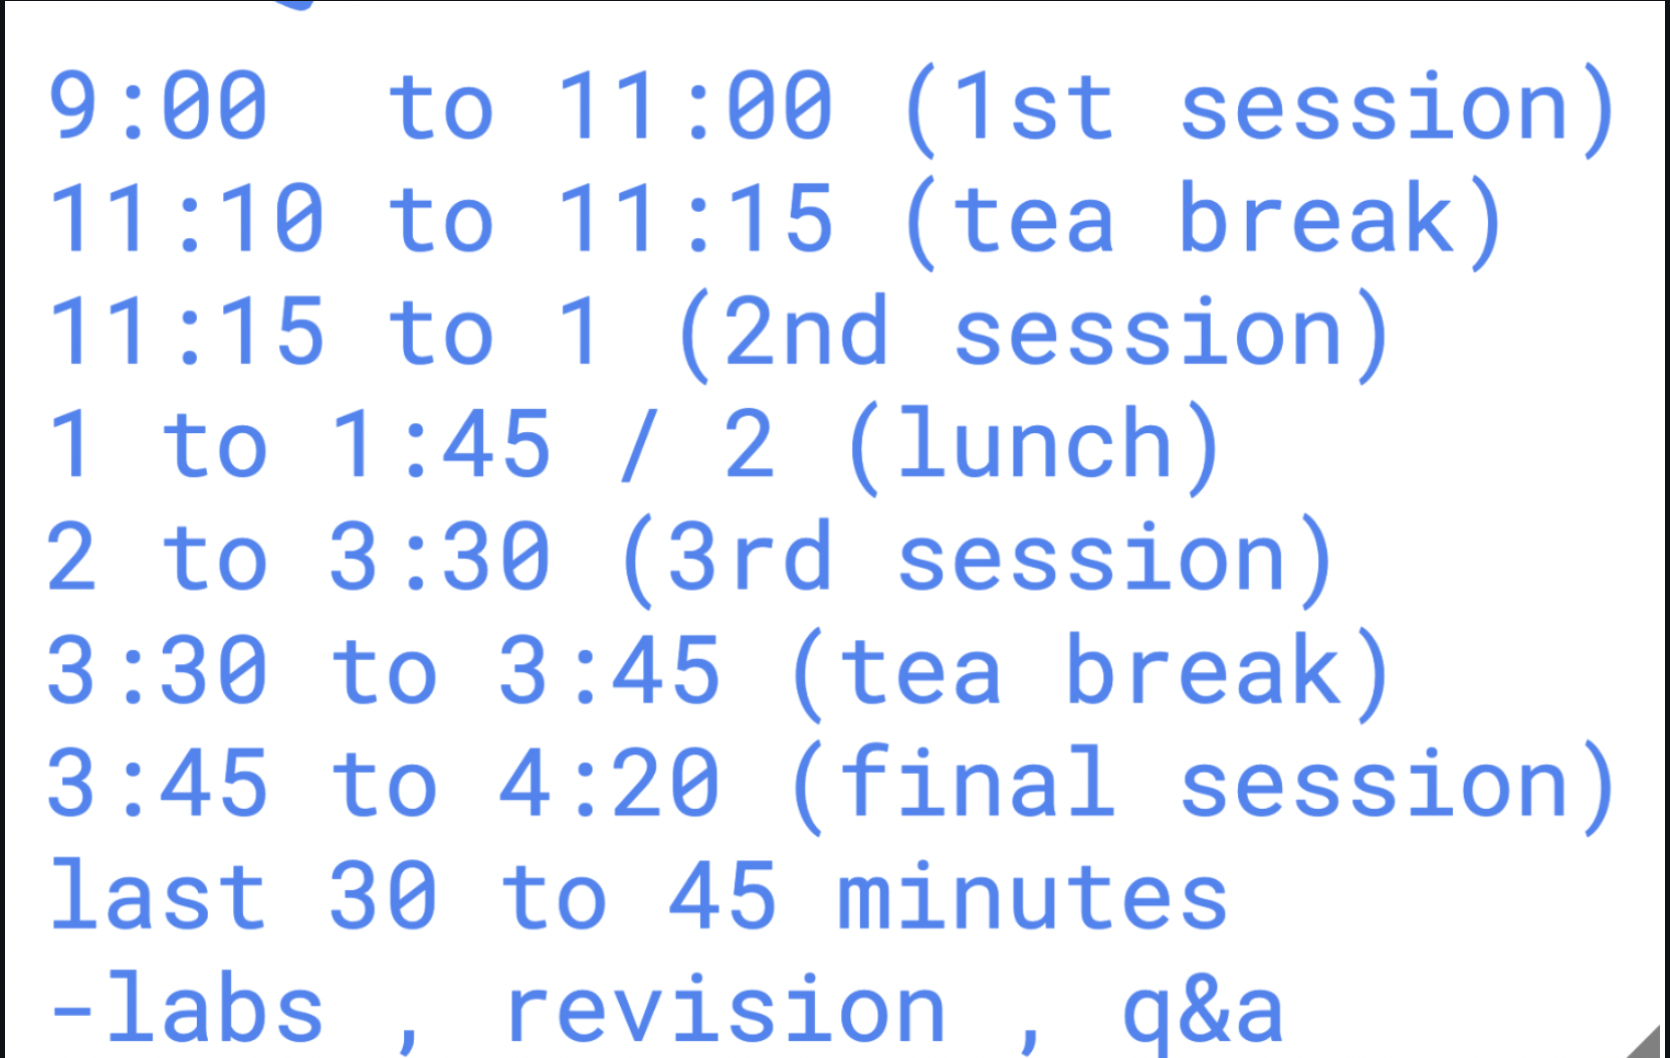 9:00  to 11:00 (1st session)
11:10 to 11:15 (tea break)
11:15 to 1 (2nd session)
1 to 1:45 / 2 (lunch)
2 to 3:30 (3rd session)
3:30 to 3:45 (tea break)
3:45 to 4:20 (final session)
last 30 to 45 minutes
-labs , revision , q&a